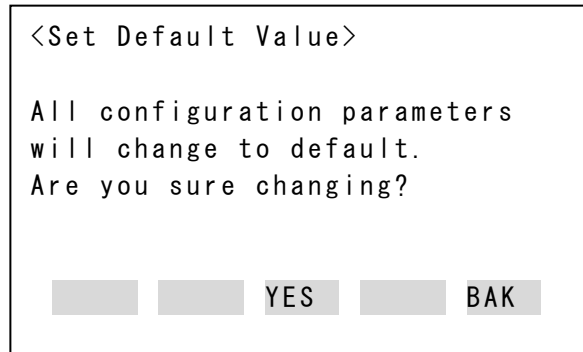 <Set Default Value>
All configuration parameters
will change to default.
Are you sure changing?
YES BAK